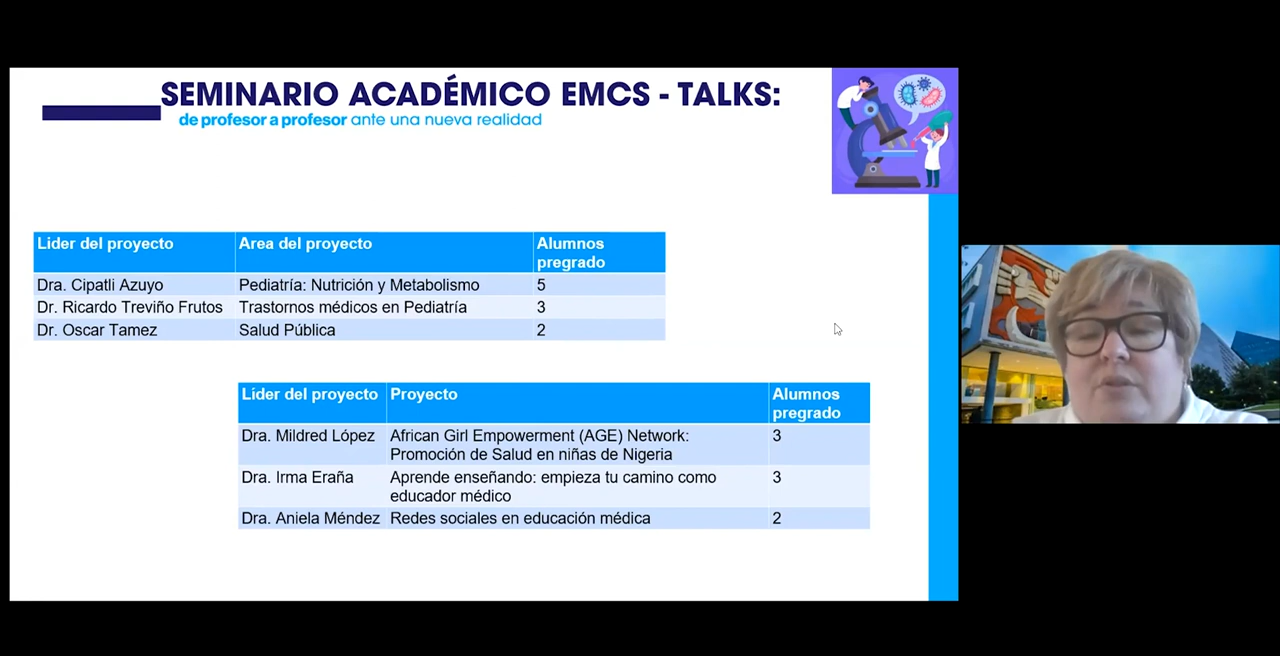 SEMINARIO ACADÉMICO EMCS - TALKS:
de profesor a profesor ante una nueva realidad
Lider del proyecto Area del proyecto Alumnos pregrado
Dra. Cipatli Azuyo Pediatría: Nutrición y Metabolismo 5
Dr. Ricardo Treviño Frutos Trastornos médicos en Pediatría 3
Dr. Oscar Tamez Salud Pública 2
Líder del proyecto Proyecto Alumnos pregrado
Dra. Mildred López African Girl Empowerment (AGE) Network: 3
Promoción de Salud en niñas de Nigeria
Dra. Irma Eraña Aprende enseñando: empieza tu camino como 3
educador médico
Dra. Aniela Méndez Redes sociales en educación médica 2